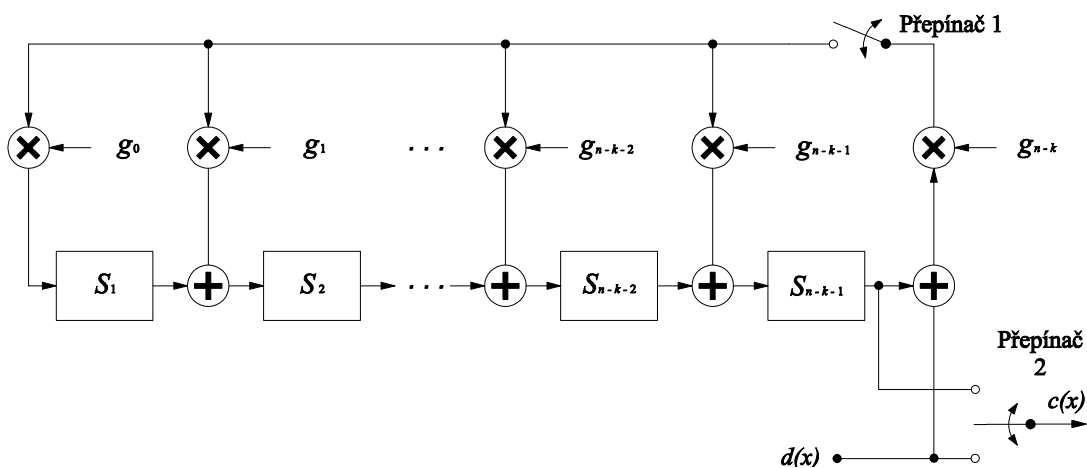 Přepínač 1
g₀ g₁ . . . gₙ₋ₖ₋₂ gₙ₋ₖ₋₁ gₙ₋ₖ
S₁ S₂ . . . Sₙ₋ₖ₋₂ Sₙ₋ₖ₋₁
Přepínač
2
c(x)
d(x)